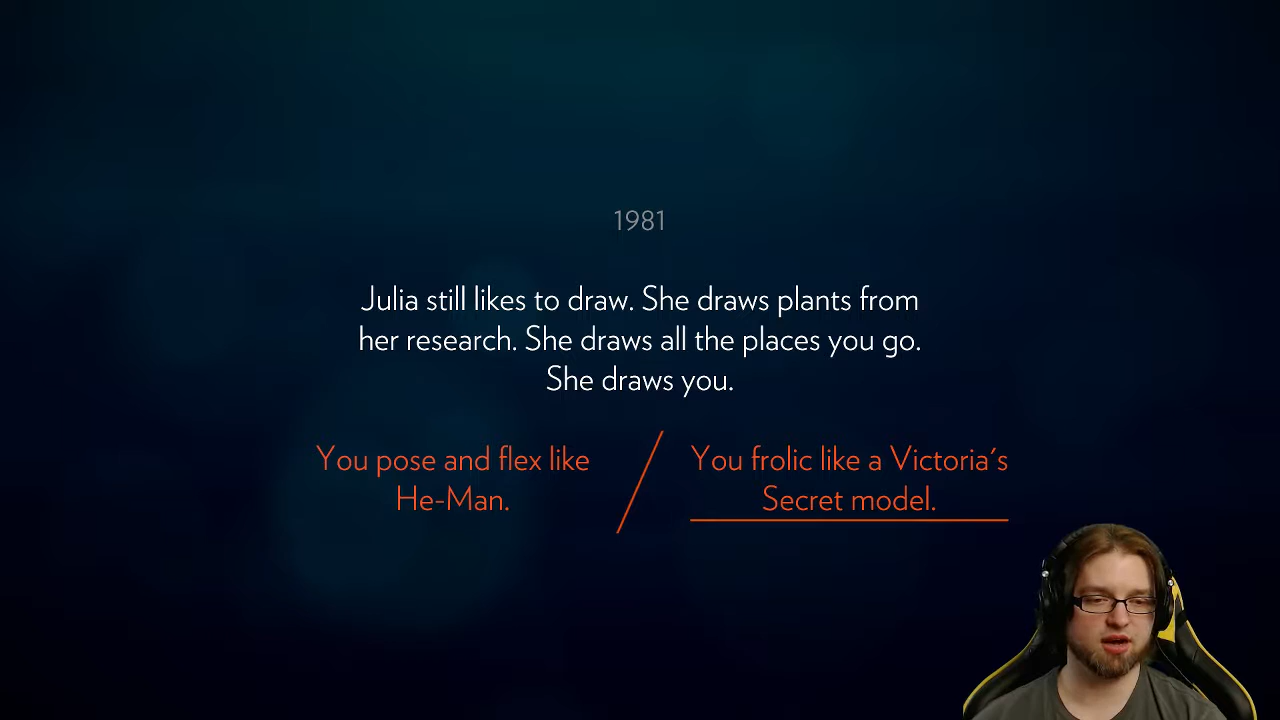 1981
Julia still likes to draw. She draws plants from
her research. She draws all the places you go.
She draws you.
You pose and flex like
He-Man.
You frolic like a Victoria's
Secret model.